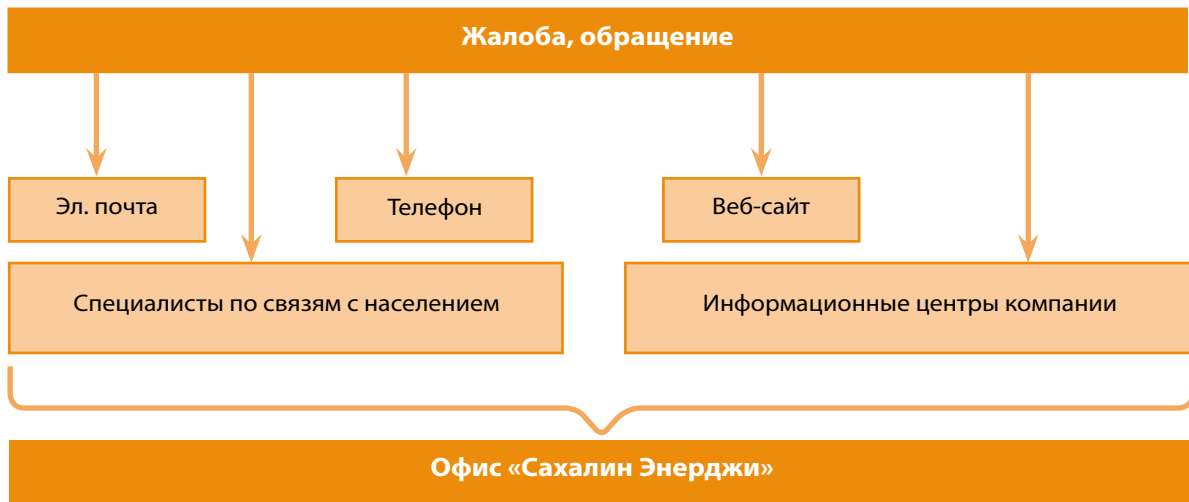 Жалоба, обращение
Эл. почта
Телефон
Веб-сайт
Специалисты по связям с населением
Информационные центры компании
Офис «Сахалин Энерджи»